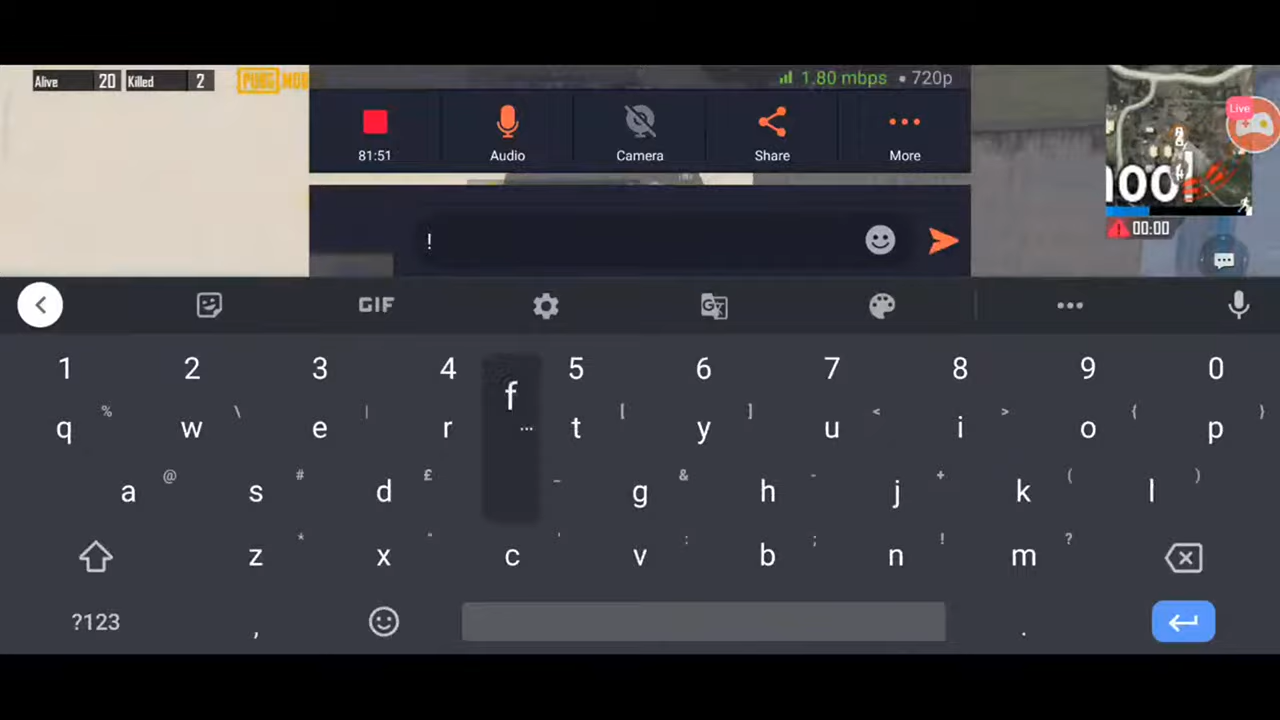 Alive 20 Killed 2
1.80 mbps • 720p
81:51 Audio Camera Share More
Live
00:00
!
GIF
1 2 3 4 5 6 7 8 9 0
q % w \ e | r t [ y ] u < i > o { p }
f ...
a @ s # d £ _ g & h - j + k ( l )
z * x " c ' v : b ; n ! m ?
?123 , .